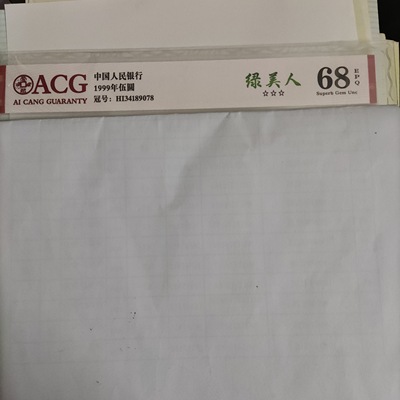 ACG
AI CANG GUARANTY
中国人民银行
1999年伍圆
冠号: HI34189078
绿美人
☆☆☆
68 EPQ
Superb Gem Unc